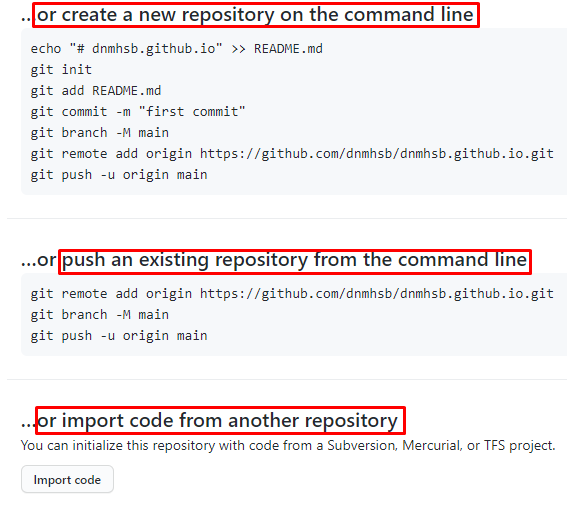 ...or create a new repository on the command line
echo "# dnmhsb.github.io" >> README.md
git init
git add README.md
git commit -m "first commit"
git branch -M main
git remote add origin https://github.com/dnmhsb/dnmhsb.github.io.git
git push -u origin main
...or push an existing repository from the command line
git remote add origin https://github.com/dnmhsb/dnmhsb.github.io.git
git branch -M main
git push -u origin main
...or import code from another repository
You can initialize this repository with code from a Subversion, Mercurial, or TFS project.
Import code